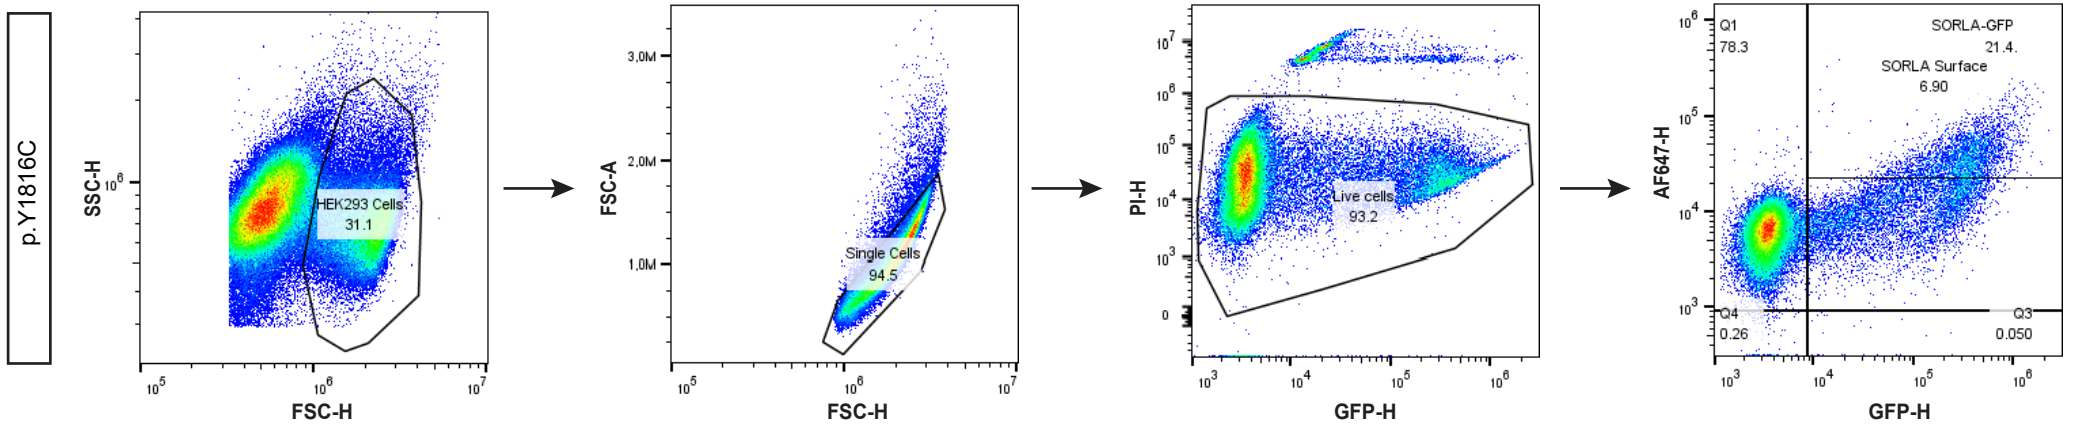 p.Y1816C
SSC-H
10⁶
HEK293 Cells
31.1
10⁵
10⁶
10⁷
FSC-H
FSC-A
3,0M
2,0M
1,0M
Single Cells
94.5
10⁵
10⁶
10⁷
FSC-H
PI-H
10⁷
10⁶
10⁵
10⁴
10³
0
Live cells
93.2
10³
10⁴
10⁵
10⁶
GFP-H
AF647-H
10⁶
10⁵
10⁴
10³
Q1
78.3
SORLA-GFP
21.4.
SORLA Surface
6.90
Q4
0.26
Q3
0.050
10³
10⁴
10⁵
10⁶
GFP-H